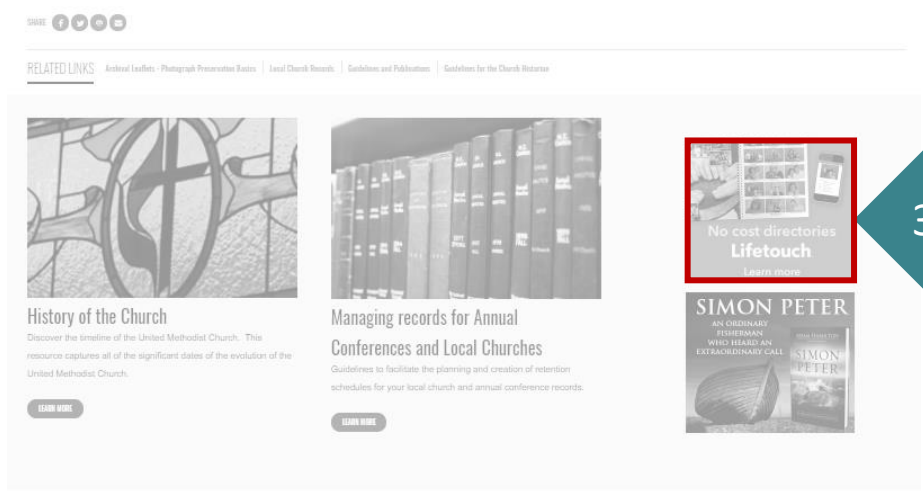 SHARE
RELATED LINKS Archival Leaflets - Photograph Preservation Basics Local Church Records Guidelines and Publications Guidelines for the Church Historian
History of the Church
Discover the timeline of the United Methodist Church. This
resource captures all of the significant dates of the evolution of the
United Methodist Church.
LEARN MORE
Managing records for Annual
Conferences and Local Churches
Guidelines to facilitate the planning and creation of retention
schedules for your local church and annual conference records.
LEARN MORE
No cost directories
Lifetouch
Learn more
3
SIMON PETER
AN ORDINARY
FISHERMAN
WHO HEARD AN
EXTRAORDINARY CALL
ADAM HAMILTON
SIMON
PETER